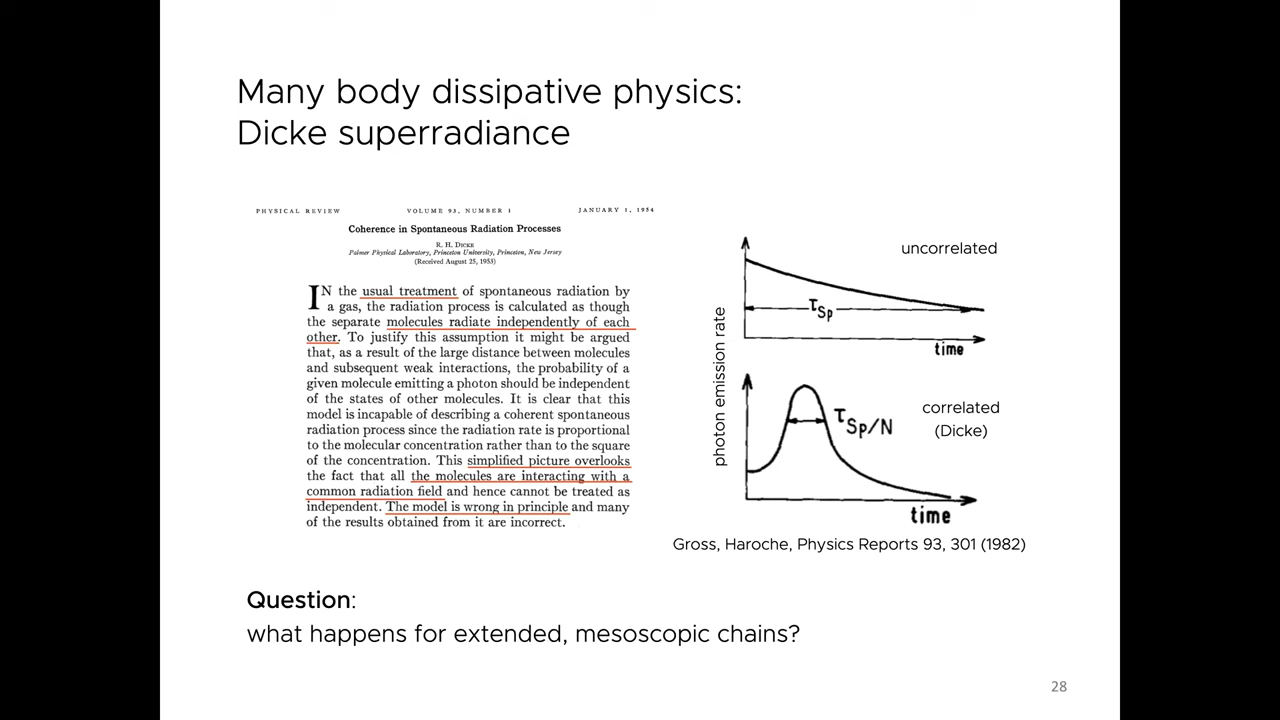 Many body dissipative physics:
Dicke superradiance
PHYSICAL REVIEW VOLUME 93, NUMBER 1 JANUARY 1, 1954
Coherence in Spontaneous Radiation Processes
R. H. DICKE
Palmer Physical Laboratory, Princeton University, Princeton, New Jersey
(Received August 25, 1953)
IN the usual treatment of spontaneous radiation by
a gas, the radiation process is calculated as though
the separate molecules radiate independently of each
other. To justify this assumption it might be argued
that, as a result of the large distance between molecules
and subsequent weak interactions, the probability of a
given molecule emitting a photon should be independent
of the states of other molecules. It is clear that this
model is incapable of describing a coherent spontaneous
radiation process since the radiation rate is proportional
to the molecular concentration rather than to the square
of the concentration. This simplified picture overlooks
the fact that all the molecules are interacting with a
common radiation field and hence cannot be treated as
independent. The model is wrong in principle and many
of the results obtained from it are incorrect.
photon emission rate
uncorrelated
τSp
time
correlated
(Dicke)
τSp/N
time
Gross, Haroche, Physics Reports 93, 301 (1982)
Question:
what happens for extended, mesoscopic chains?
28